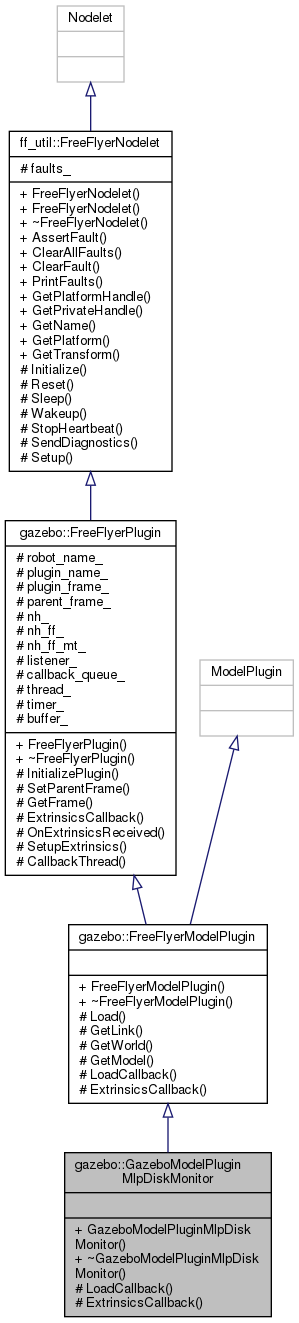 Nodelet
ff_util::FreeFlyerNodelet
# faults_
+ FreeFlyerNodelet()
+ FreeFlyerNodelet()
+ ~FreeFlyerNodelet()
+ AssertFault()
+ ClearAllFaults()
+ ClearFault()
+ PrintFaults()
+ GetPlatformHandle()
+ GetPrivateHandle()
+ GetName()
+ GetPlatform()
+ GetTransform()
# Initialize()
# Reset()
# Sleep()
# Wakeup()
# StopHeartbeat()
# SendDiagnostics()
# Setup()
gazebo::FreeFlyerPlugin
# robot_name_
# plugin_name_
# plugin_frame_
# parent_frame_
# nh_
# nh_ff_
# nh_ff_mt_
# listener_
# callback_queue_
# thread_
# timer_
# buffer_
+ FreeFlyerPlugin()
+ ~FreeFlyerPlugin()
# InitializePlugin()
# SetParentFrame()
# GetFrame()
# ExtrinsicsCallback()
# OnExtrinsicsReceived()
# SetupExtrinsics()
# CallbackThread()
ModelPlugin
gazebo::FreeFlyerModelPlugin
+ FreeFlyerModelPlugin()
+ ~FreeFlyerModelPlugin()
# Load()
# GetLink()
# GetWorld()
# GetModel()
# LoadCallback()
# ExtrinsicsCallback()
gazebo::GazeboModelPlugin
MlpDiskMonitor
+ GazeboModelPluginMlpDisk
Monitor()
+ ~GazeboModelPluginMlpDisk
Monitor()
# LoadCallback()
# ExtrinsicsCallback()